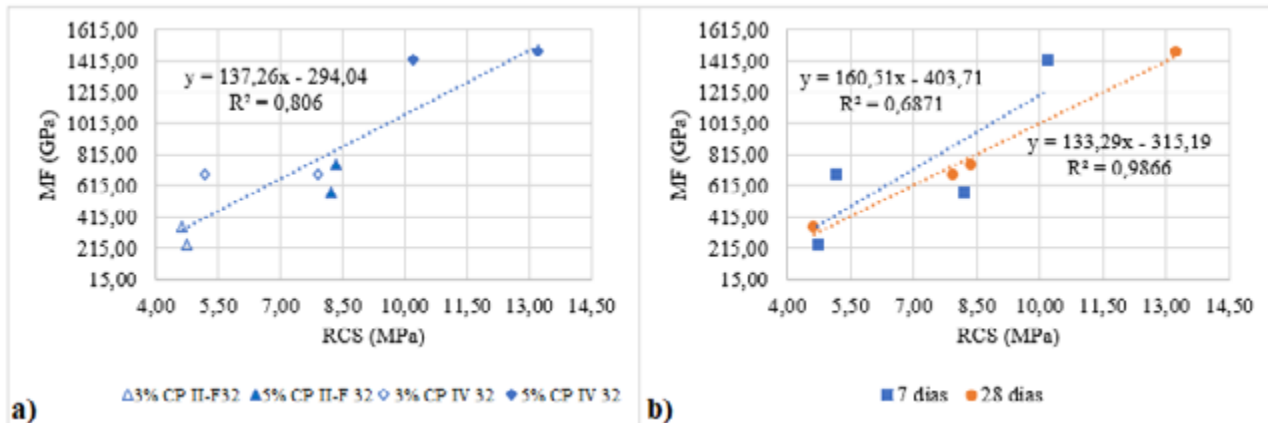 1615,00
1415,00
1215,00
1015,00
815,00
615,00
415,00
215,00
15,00
MF (GPa)
y = 137,26x - 294,04
R² = 0,806
4,00 5,50 7,00 8,50 10,00 11,50 13,00 14,50
RCS (MPa)
3% CP II-F32 5% CP II-F 32 3% CP IV 32 5% CP IV 32
a)
1615,00
1415,00
1215,00
1015,00
815,00
615,00
415,00
215,00
15,00
MF (GPa)
y = 160,51x - 403,71
R² = 0,6871
y = 133,29x - 315,19
R² = 0,9866
4,00 5,50 7,00 8,50 10,00 11,50 13,00 14,50
RCS (MPa)
7 dias 28 dias
b)